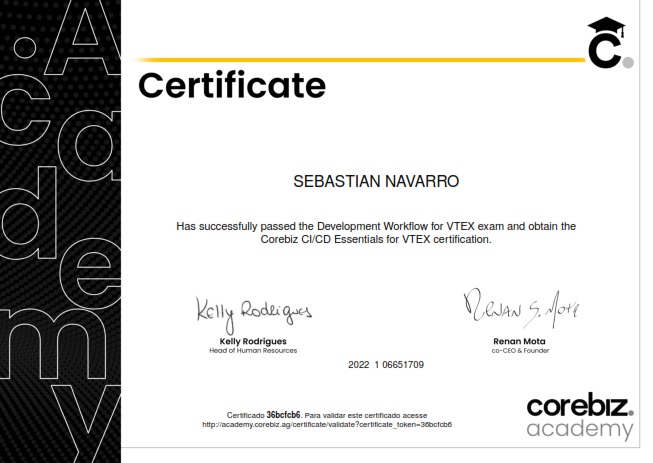 .Academy
C.
Certificate
SEBASTIAN NAVARRO
Has successfully passed the Development Workflow for VTEX exam and obtain the
Corebiz CI/CD Essentials for VTEX certification.
Kelly Rodrigues
RENAN S. MOTA
Kelly Rodrigues
Head of Human Resources
Renan Mota
co-CEO & Founder
2022 1 06651709
Certificado 36bcfcb6. Para validar este certificado acesse
http://academy.corebiz.ag/certificate/validate?certificate_token=36bcfcb6
corebiz.
academy